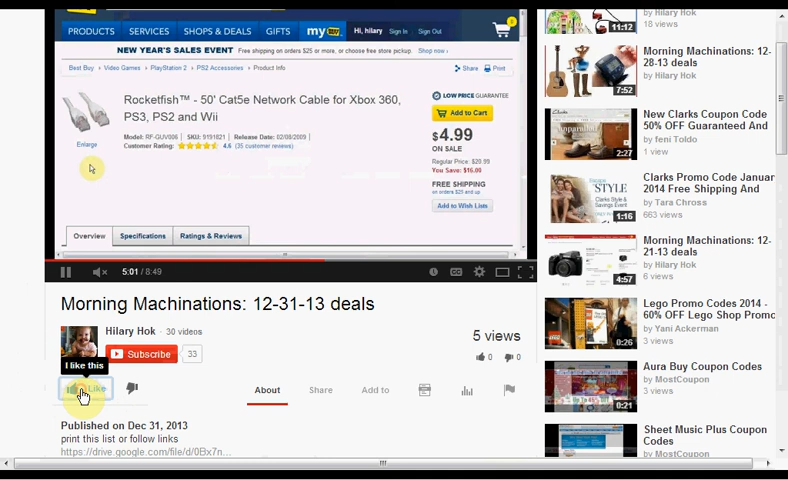 PRODUCTS SERVICES SHOPS & DEALS GIFTS my BUY Hi, hilary Sign In Sign Out
NEW YEAR'S SALES EVENT Free shipping on orders $25 or more, or choose free store pickup. Shop now ›
Best Buy › Video Games › PlayStation 2 › PS2 Accessories › Product Info
Share Print
Rocketfish™ - 50' Cat5e Network Cable for Xbox 360,
PS3, PS2 and Wii
Model: RF-GUV006 SKU: 9191821 Release Date: 02/08/2009
Customer Rating: 4.6 (35 customer reviews)
Enlarge
LOW PRICE GUARANTEE
Add to Cart
$4.99
ON SALE
Regular Price: $20.99
You Save: $16.00
FREE SHIPPING
on orders $25 and up
Add to Wish Lists
Overview Specifications Ratings & Reviews
5:01 / 8:49
CC
Morning Machinations: 12-31-13 deals
Hilary Hok · 30 videos
Subscribe 33
5 views
0 0
I like this
Like
About Share Add to
Published on Dec 31, 2013
print this list or follow links
https://drive.google.com/file/d/0Bx7n...
by Hilary Hok
18 views
11:12
Morning Machinations: 12-
28-13 deals
by Hilary Hok
7:52
New Clarks Coupon Code
50% OFF Guaranteed And
by feni Toldo
1 view
2:27
Clarks Promo Code Januar
2014 Free Shipping And
by Tara Chross
663 views
STYLE
1:16
Morning Machinations: 12-
21-13 deals
by Hilary Hok
6 views
4:57
Lego Promo Codes 2014 -
60% OFF Lego Shop Promo
by Yani Ackerman
3 views
0:26
Aura Buy Coupon Codes
by MostCoupon
3 views
0:21
Sheet Music Plus Coupon
Codes
by MostCoupon